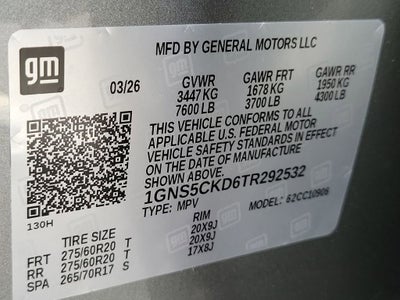 gm
MFD BY GENERAL MOTORS LLC
03/26 GVWR GAWR FRT GAWR RR
3447 KG 1678 KG 1950 KG
7600 LB 3700 LB 4300 LB
THIS VEHICLE CONFORMS TO ALL
APPLICABLE U.S. FEDERAL MOTOR
VEHICLE SAFETY STANDARDS IN EFFECT
ON THE DATE OF MANUFACTURE
SHOWN ABOVE.
1GNS5CKD6TR292532
130H TYPE: MPV MODEL: 62CC10906
TIRE SIZE RIM
FRT 275/60R20 T 20X9J
RR 275/60R20 T 20X9J
SPA 265/70R17 S 17X8J